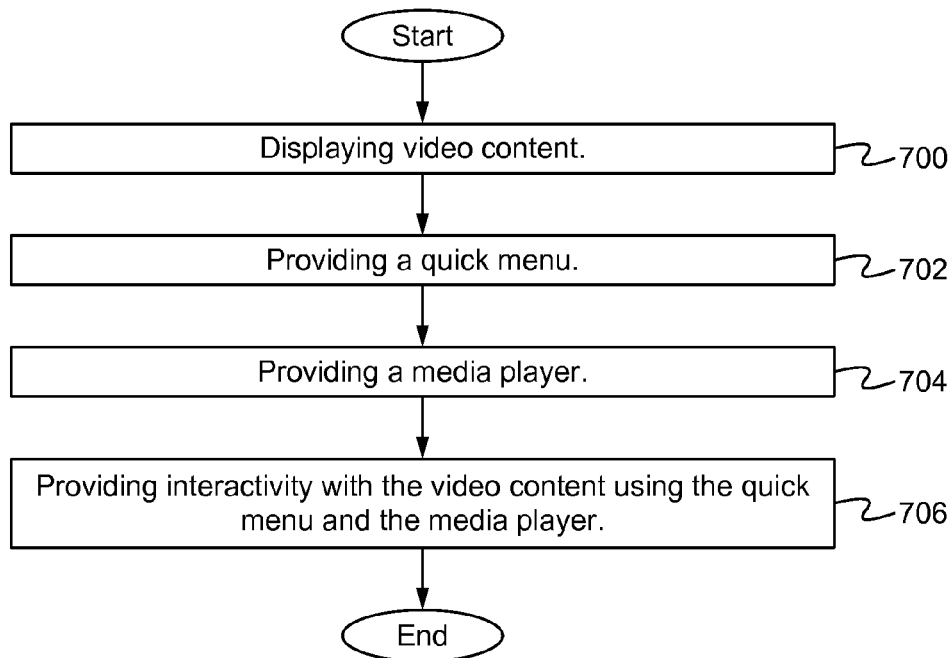 Start
Displaying video content.
700
Providing a quick menu.
702
Providing a media player.
704
Providing interactivity with the video content using the quick
menu and the media player.
706
End